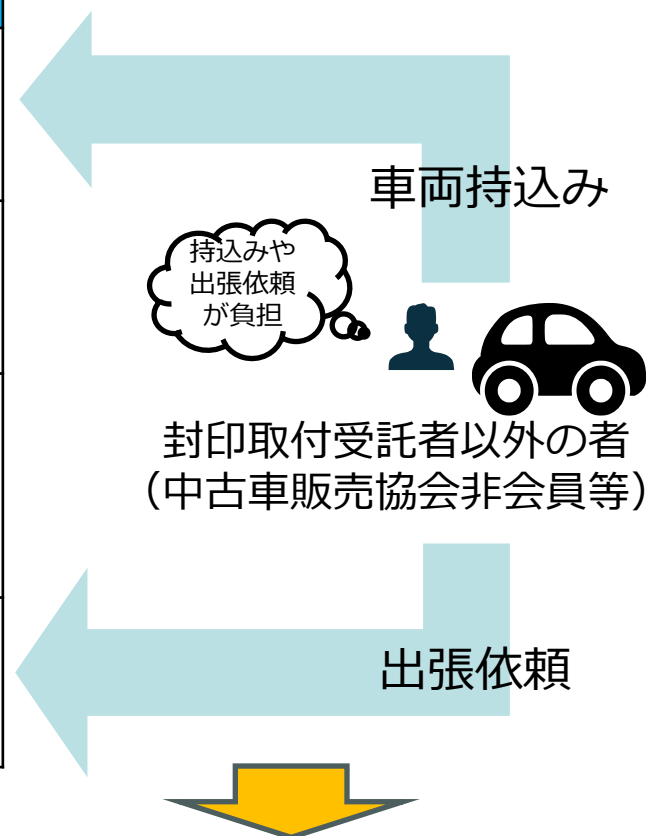 車両持込み
持込みや
出張依頼
が負担
封印取付受託者以外の者
（中古車販売協会非会員等）
出張依頼